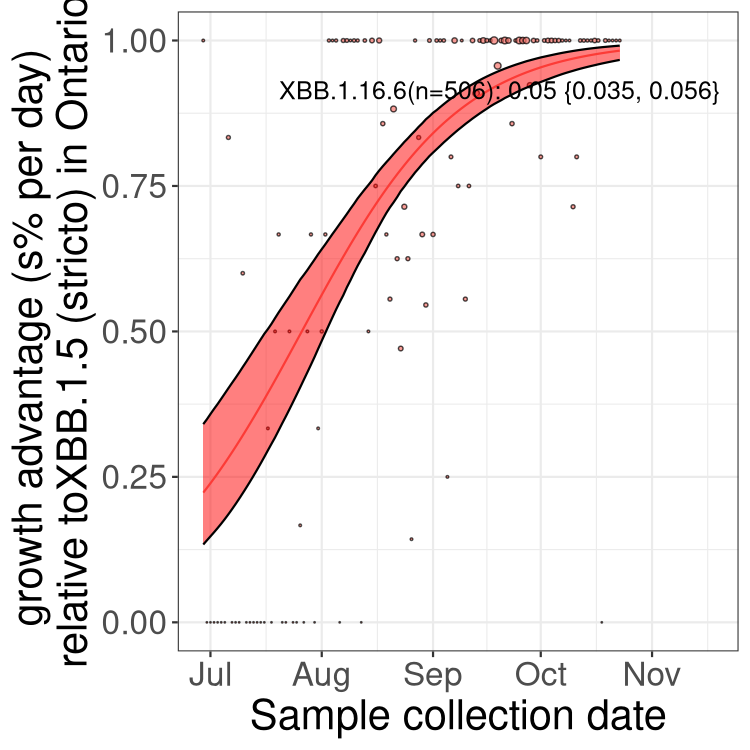 growth advantage (s% per day)
relative toXBB.1.5 (stricto) in Ontario
1.00
0.75
0.50
0.25
0.00
XBB.1.16.6(n=506): 0.05 {0.035, 0.056}
Jul Aug Sep Oct Nov
Sample collection date